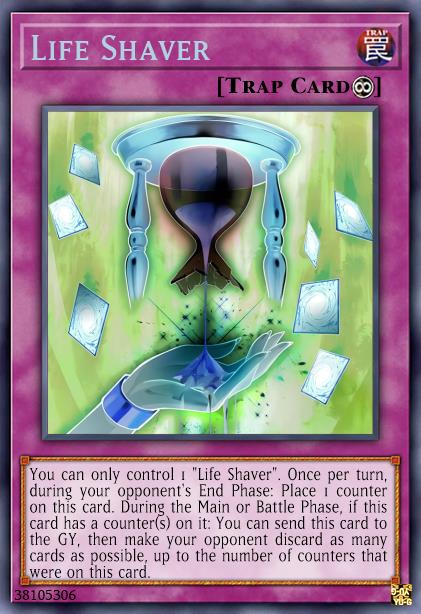 LIFE SHAVER
TRAP
罠
[TRAP CARD]
You can only control 1 "Life Shaver". Once per turn,
during your opponent's End Phase: Place 1 counter
on this card. During the Main or Battle Phase, if this
card has a counter(s) on it: You can send this card to
the GY, then make your opponent discard as many
cards as possible, up to the number of counters that
were on this card.
38105306